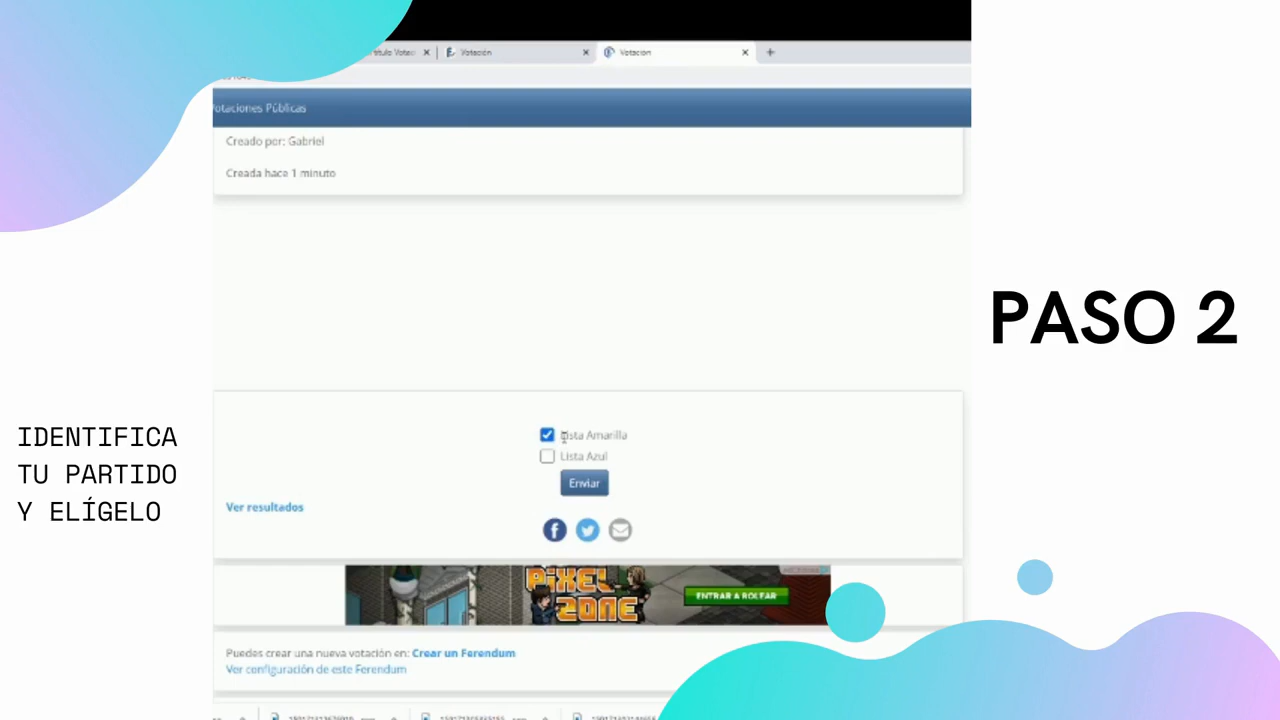 Votación
Votacion
Votaciones Públicas
Creado por: Gabriel
Creada hace 1 minuto
PASO 2
IDENTIFICA
TU PARTIDO
Y ELÍGELO
Lista Amarilla
Lista Azul
Enviar
Ver resultados
PIXEL
ZONE
ENTRAR A ROLEAR
Puedes crear una nueva votación en: Crear un Ferendum
Ver configuración de este Ferendum